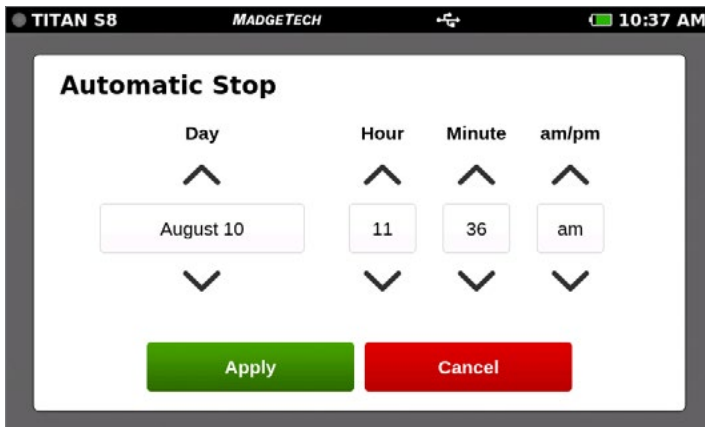 TITAN S8 MADGETECH 10:37 AM
Automatic Stop
Day Hour Minute am/pm
August 10 11 36 am
Apply Cancel